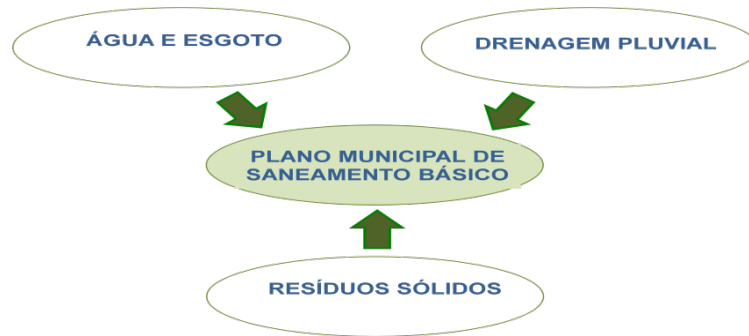 ÁGUA E ESGOTO
DRENAGEM PLUVIAL
PLANO MUNICIPAL DE
SANEAMENTO BÁSICO
RESÍDUOS SÓLIDOS